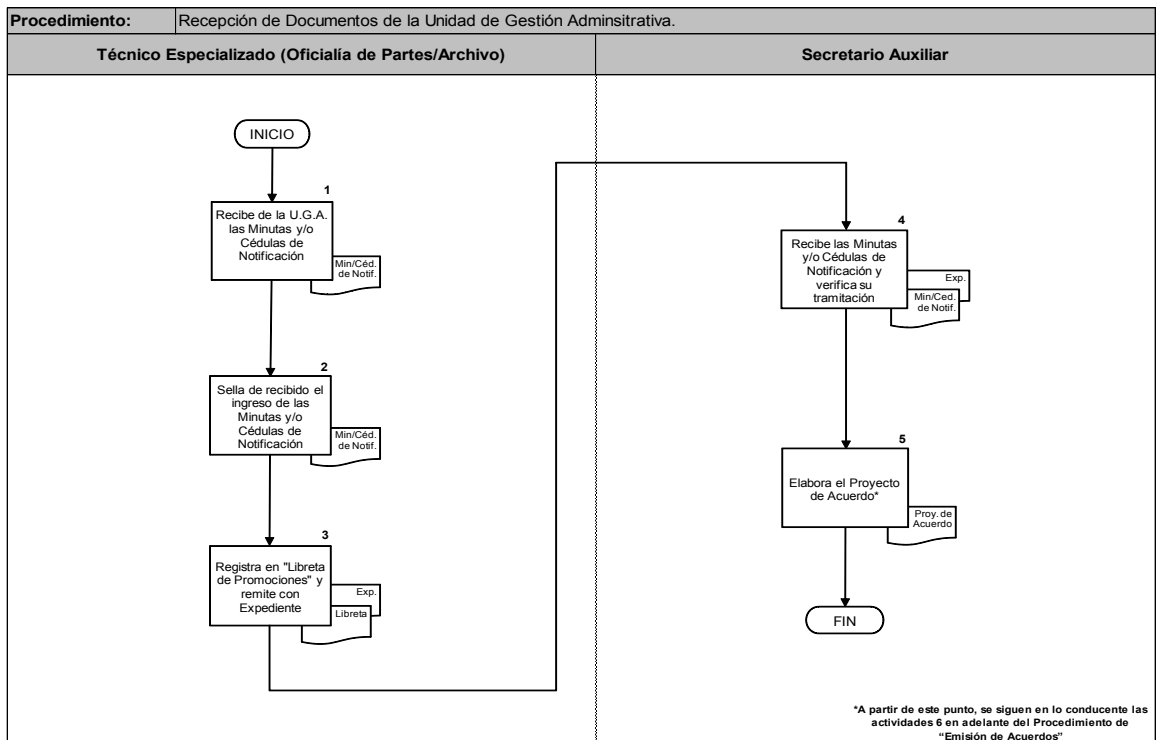 Procedimiento: Recepción de Documentos de la Unidad de Gestión Adminsitrativa.
Técnico Especializado (Oficialía de Partes/Archivo)
Secretario Auxiliar
INICIO
1
Recibe de la U.G.A.
las Minutas y/o
Cédulas de
Notificación
Min/Céd.
de Notif.
2
Sella de recibido el
ingreso de las
Minutas y/o
Cédulas de
Notificación
Min/Céd.
de Notif.
3
Registra en "Libreta
de Promociones" y
remite con
Expediente
Exp.
Libreta
4
Recibe las Minutas
y/o Cédulas de
Notificación y
verifica su
tramitación
Exp.
Min/Ced.
de Notif.
5
Elabora el Proyecto
de Acuerdo*
Proy. de
Acuerdo
FIN
*A partir de este punto, se siguen en lo conducente las
actividades 6 en adelante del Procedimiento de
“Emisión de Acuerdos”